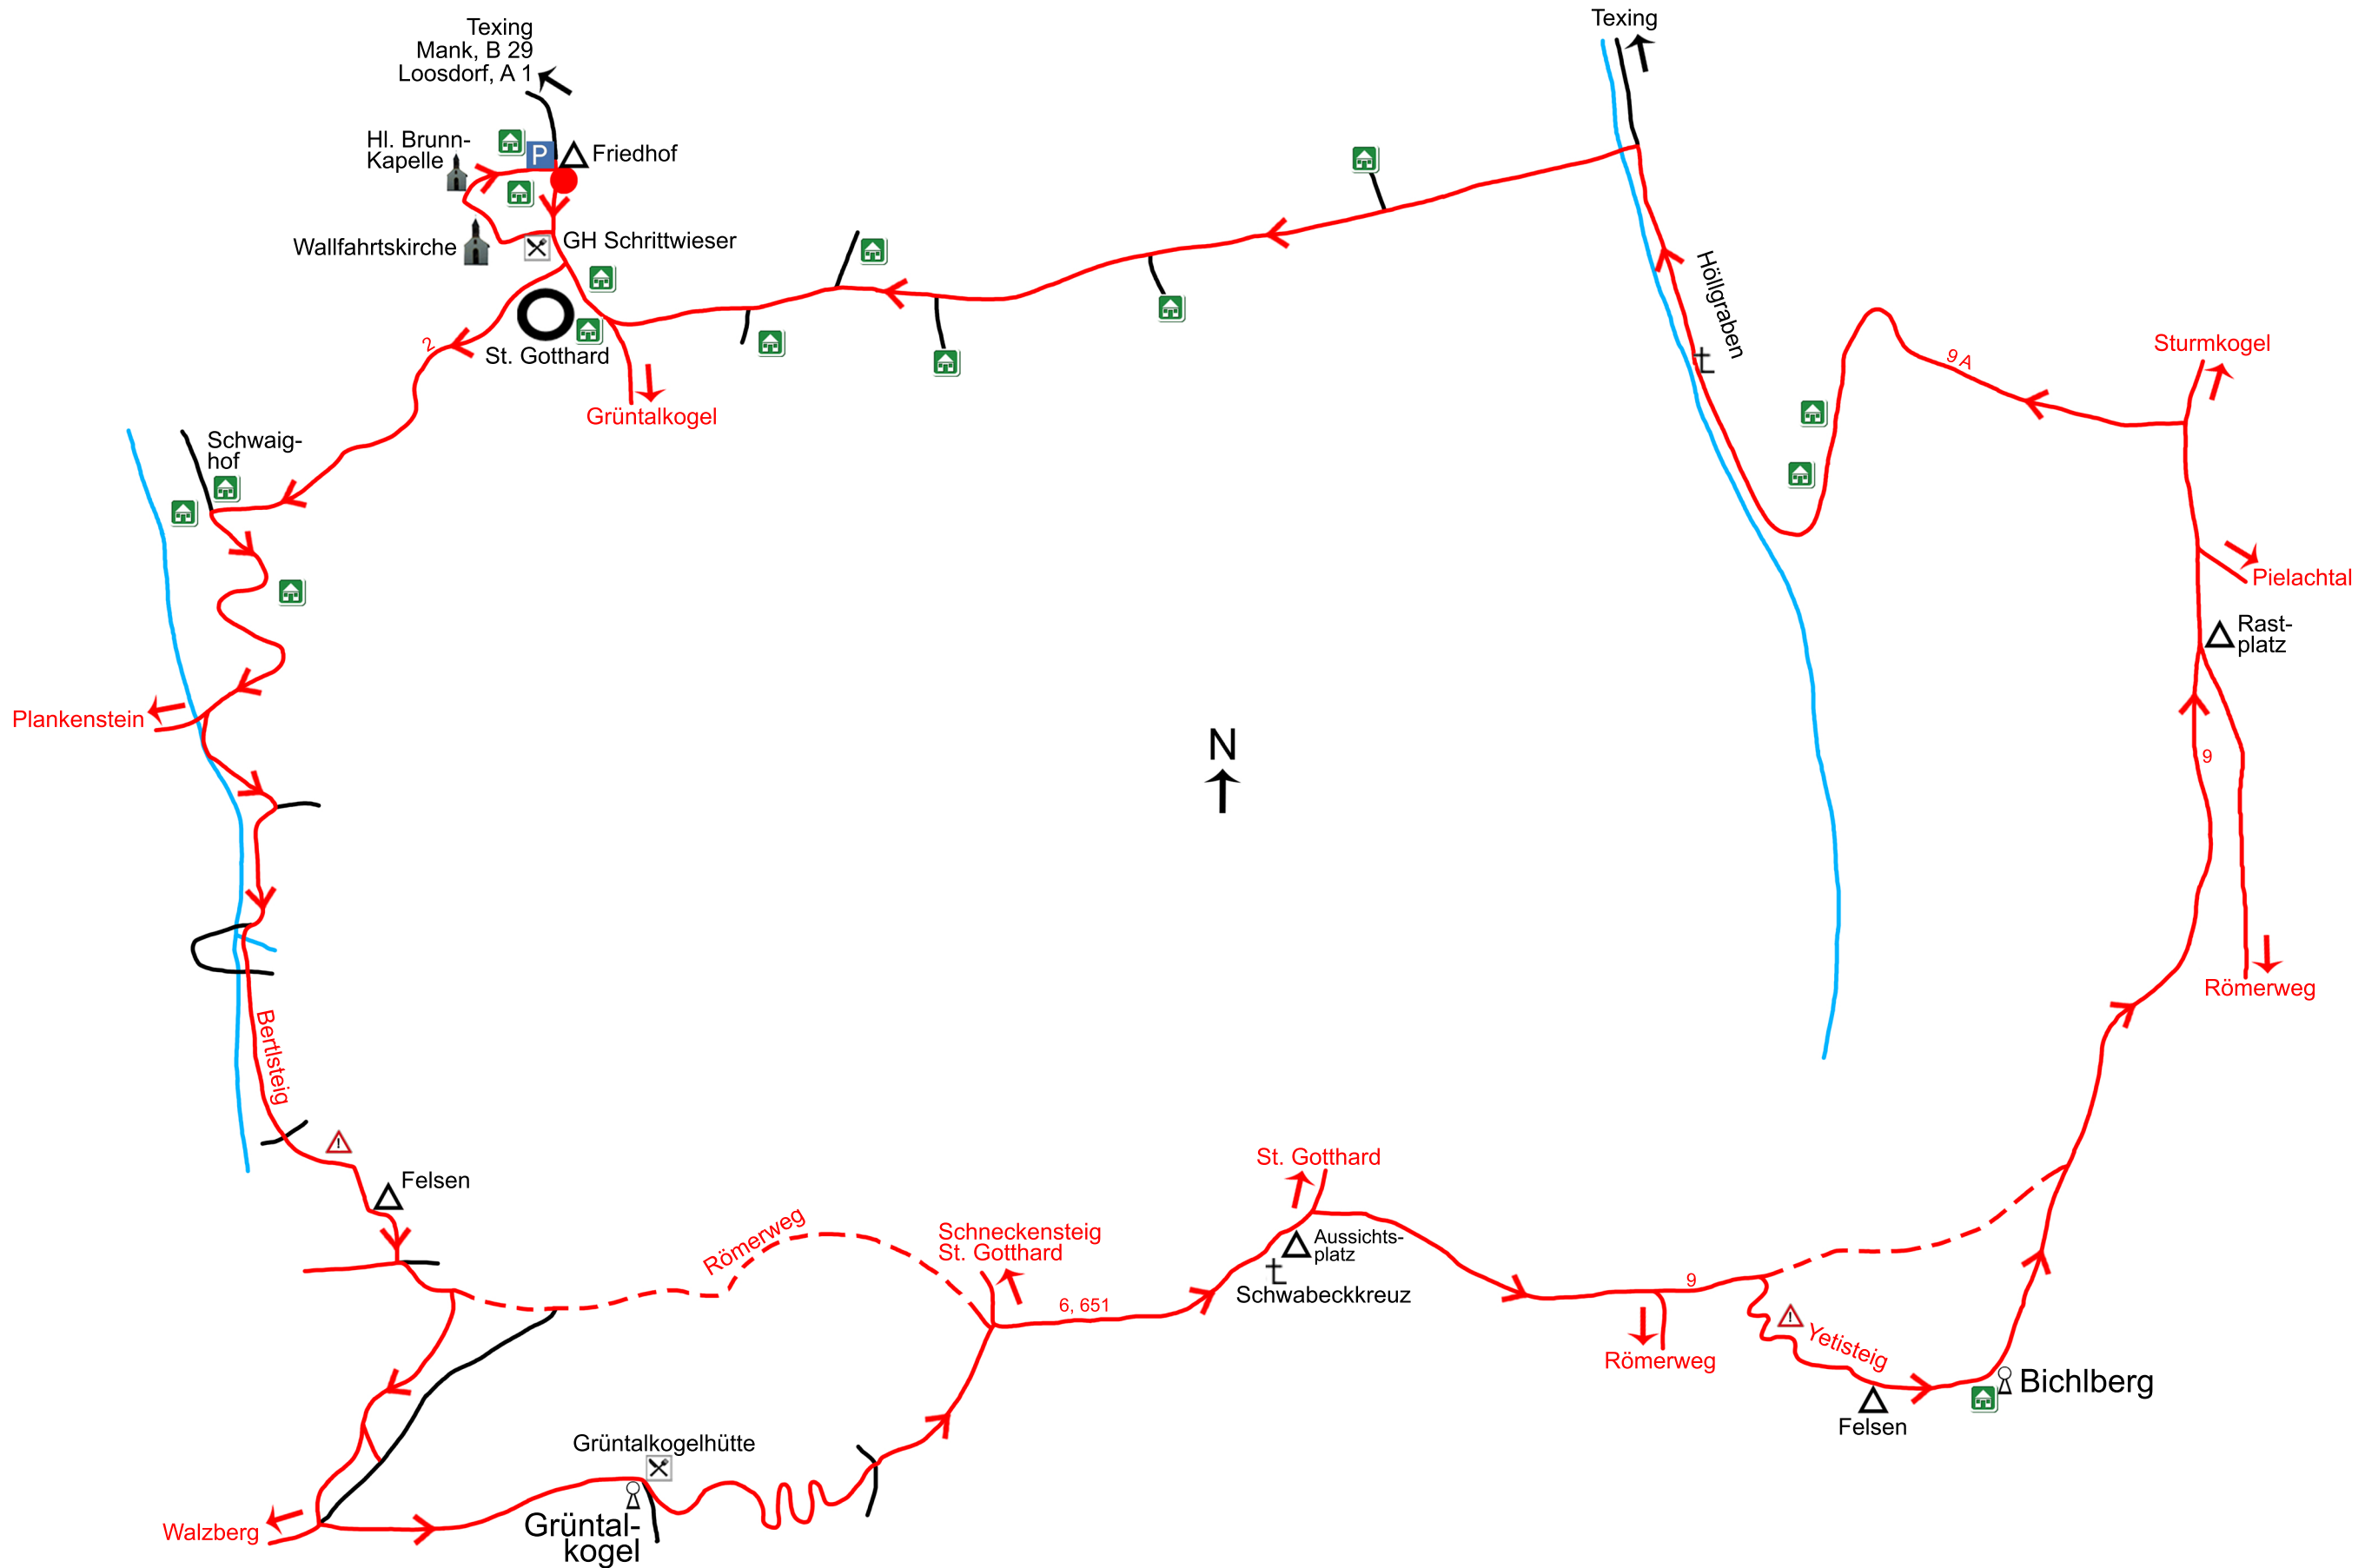 Texing
Mank, B 29
Loosdorf, A 1
Texing
Hl. Brunn-
Kapelle
P
Friedhof
Wallfahrtskirche
GH Schrittwieser
St. Gotthard
2
Grüntalkogel
Höllgraben
9 A
Sturmkogel
Schwaig-
hof
Pielachtal
Rast-
platz
Plankenstein
N
9
Römerweg
Bertlsteig
!
Felsen
Römerweg
Schneckensteig
St. Gotthard
6, 651
St. Gotthard
Aussichts-
platz
Schwabeckkreuz
9
Römerweg
!
Yetisteig
Felsen
Bichlberg
Grüntalkogelhütte
Grüntal-
kogel
Walzberg